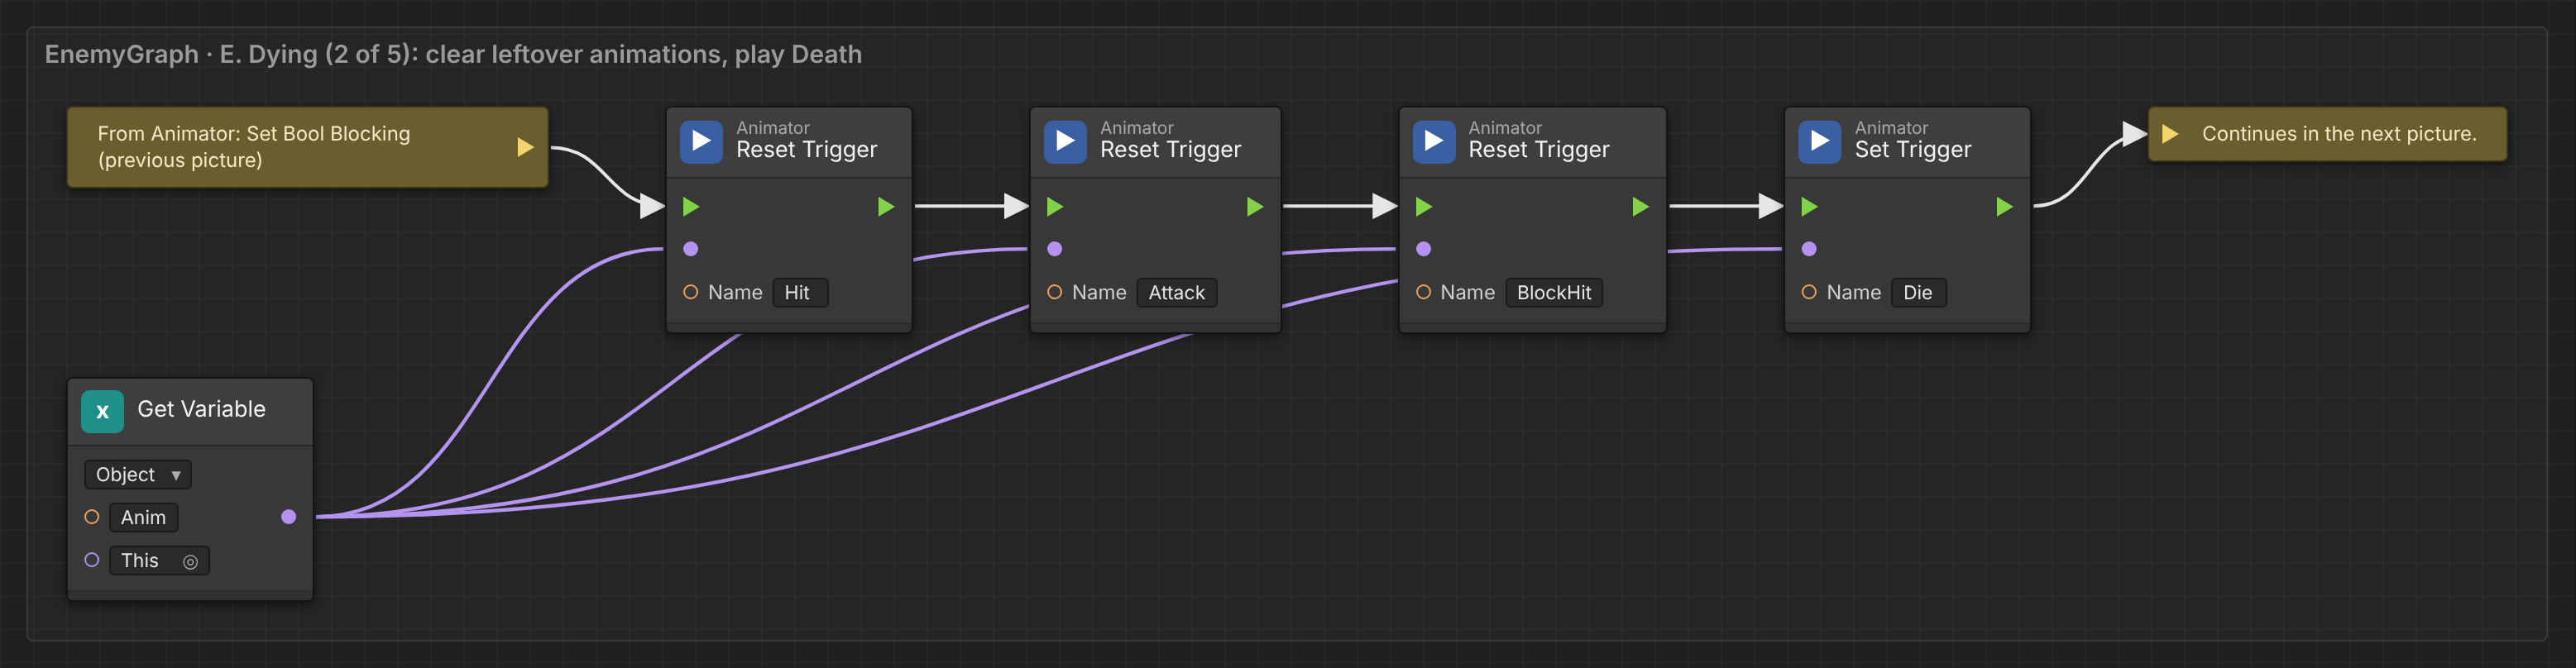 EnemyGraph · E. Dying (2 of 5): clear leftover animations, play Death
From Animator: Set Bool Blocking
(previous picture)
Animator
Reset Trigger
Name Hit
Animator
Reset Trigger
Name Attack
Animator
Reset Trigger
Name BlockHit
Animator
Set Trigger
Name Die
Continues in the next picture.
x Get Variable
Object
Anim
This